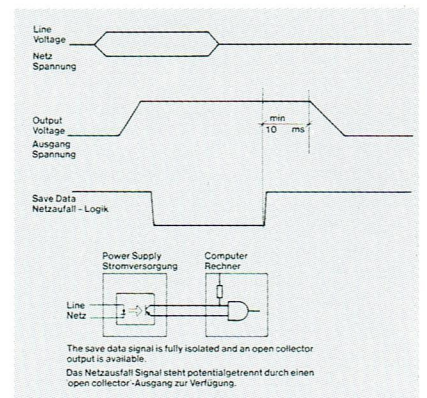 Line
Voltage
Netz
Spannung
Output
Voltage
Ausgang
Spannung
min
10 ms
Save Data
Netzaufall - Logik
Power Supply
Stromversorgung
Computer
Rechner
Line
Netz
The save data signal is fully isolated and an open collector
output is available.
Das Netzausfall Signal steht potentialgetrennt durch einen
'open collector'-Ausgang zur Verfügung.